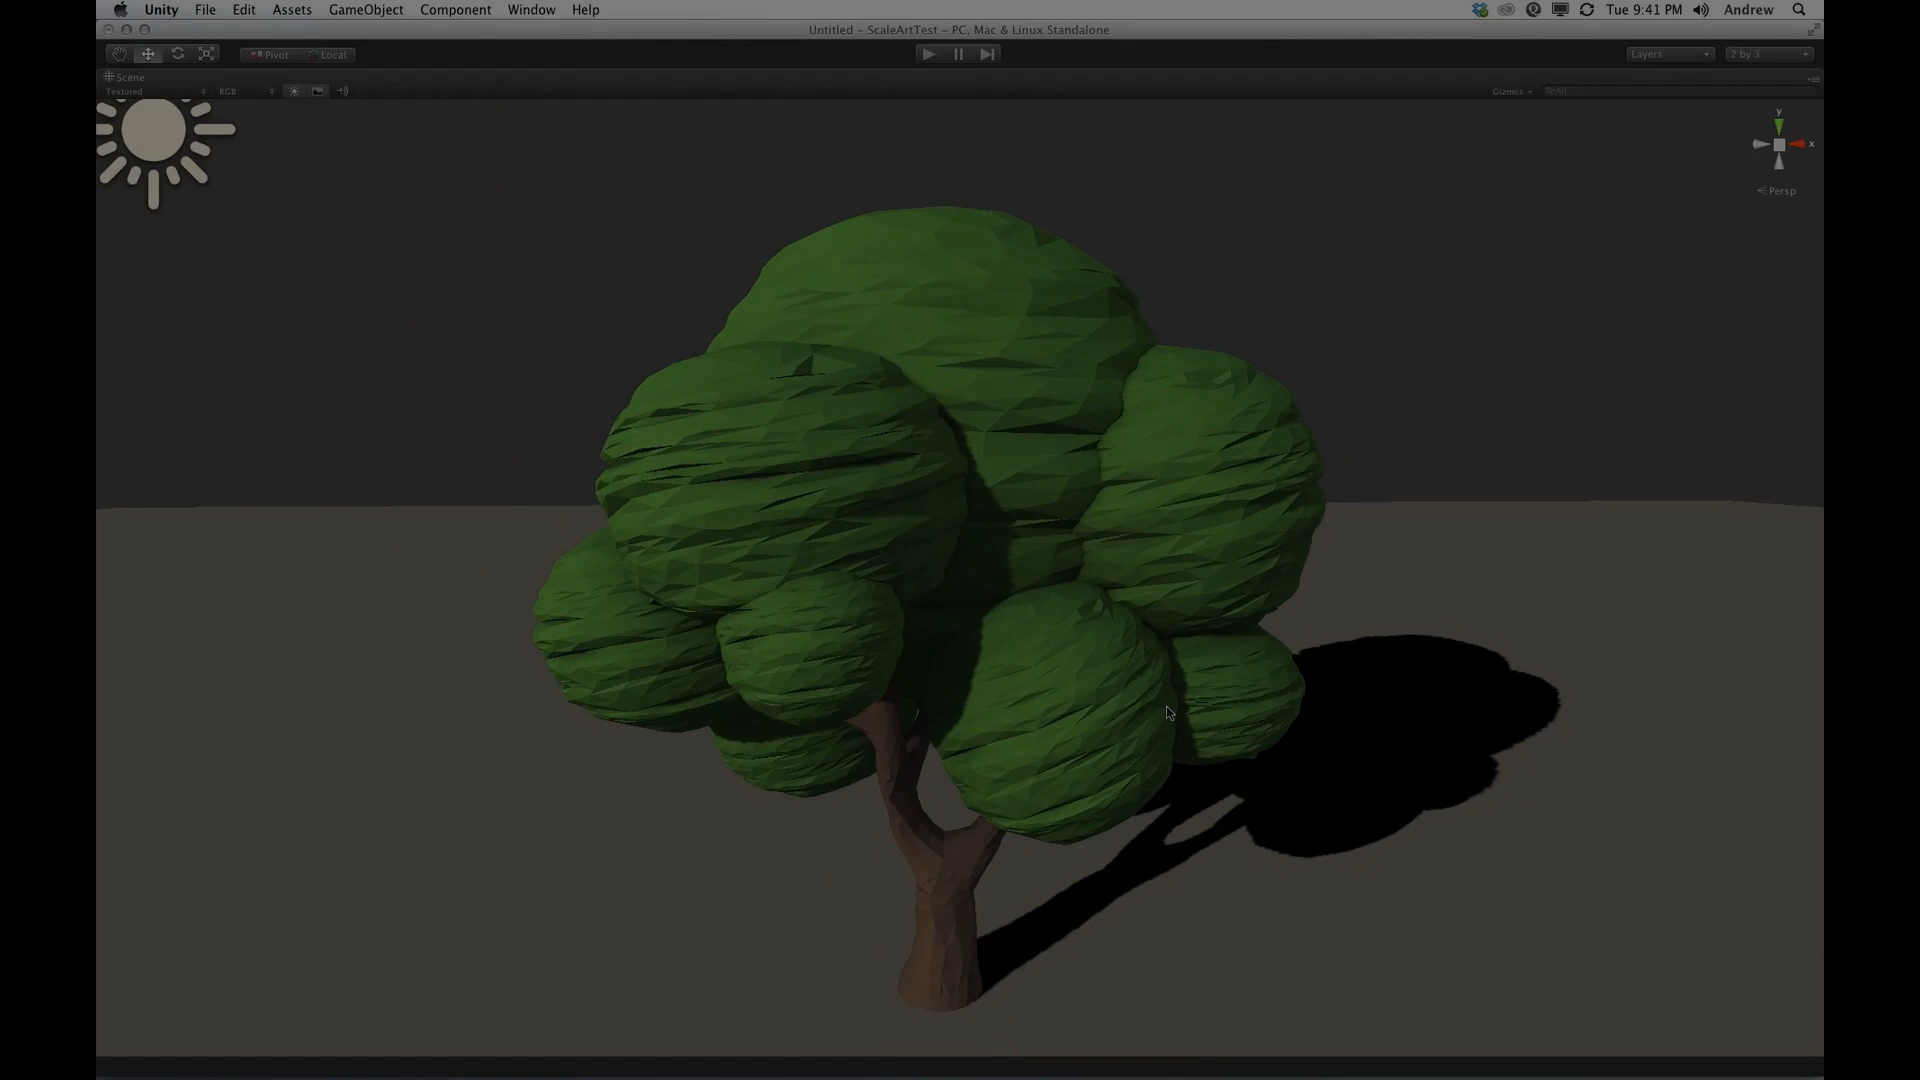 Unity File Edit Assets GameObject Component Window Help Tue 9:41 PM Andrew
Untitled – ScaleArtTest – PC, Mac & Linux Standalone
Pivot Local Layers 2 by 3
Scene
Textured RGB Gizmos All
y
x
Persp